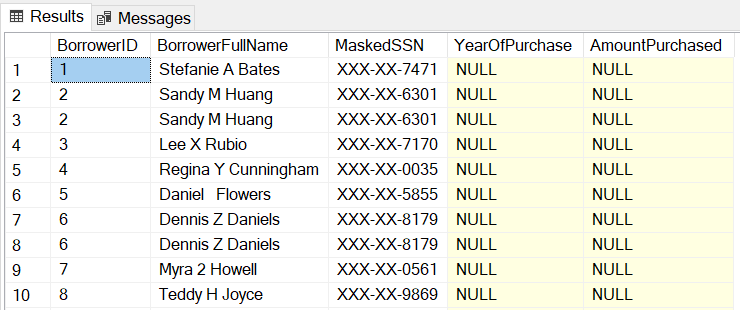 Results Messages
BorrowerID BorrowerFullName MaskedSSN YearOfPurchase AmountPurchased
1 1 Stefanie A Bates XXX-XX-7471 NULL NULL
2 2 Sandy M Huang XXX-XX-6301 NULL NULL
3 2 Sandy M Huang XXX-XX-6301 NULL NULL
4 3 Lee X Rubio XXX-XX-7170 NULL NULL
5 4 Regina Y Cunningham XXX-XX-0035 NULL NULL
6 5 Daniel   Flowers XXX-XX-5855 NULL NULL
7 6 Dennis Z Daniels XXX-XX-8179 NULL NULL
8 6 Dennis Z Daniels XXX-XX-8179 NULL NULL
9 7 Myra 2 Howell XXX-XX-0561 NULL NULL
10 8 Teddy H Joyce XXX-XX-9869 NULL NULL